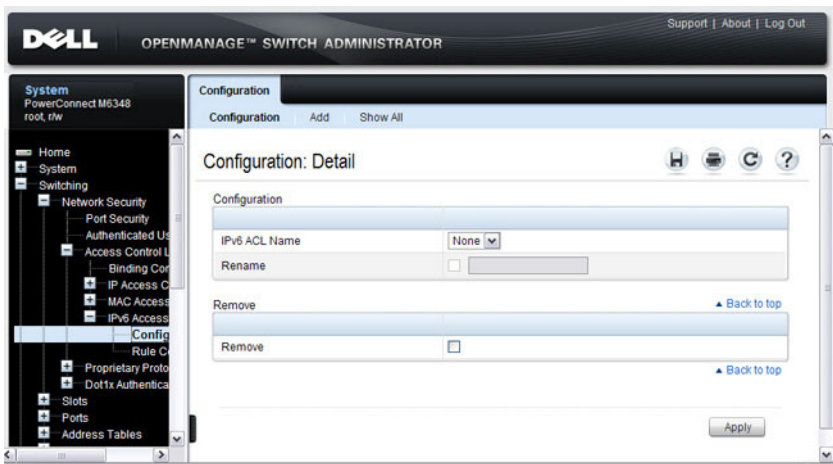 Support | About | Log Out
DELL OPENMANAGE™ SWITCH ADMINISTRATOR
System
PowerConnect M6348
root, r/w
Home
System
Switching
Network Security
Port Security
Authenticated Us
Access Control L
Binding Cor
IP Access C
MAC Access
IPv6 Access
Config
Rule C
Proprietary Proto
Dot1x Authentica
Slots
Ports
Address Tables
Configuration
Configuration Add Show All
Configuration: Detail
Configuration
IPv6 ACL Name None
Rename
Remove Back to top
Remove
Back to top
Apply